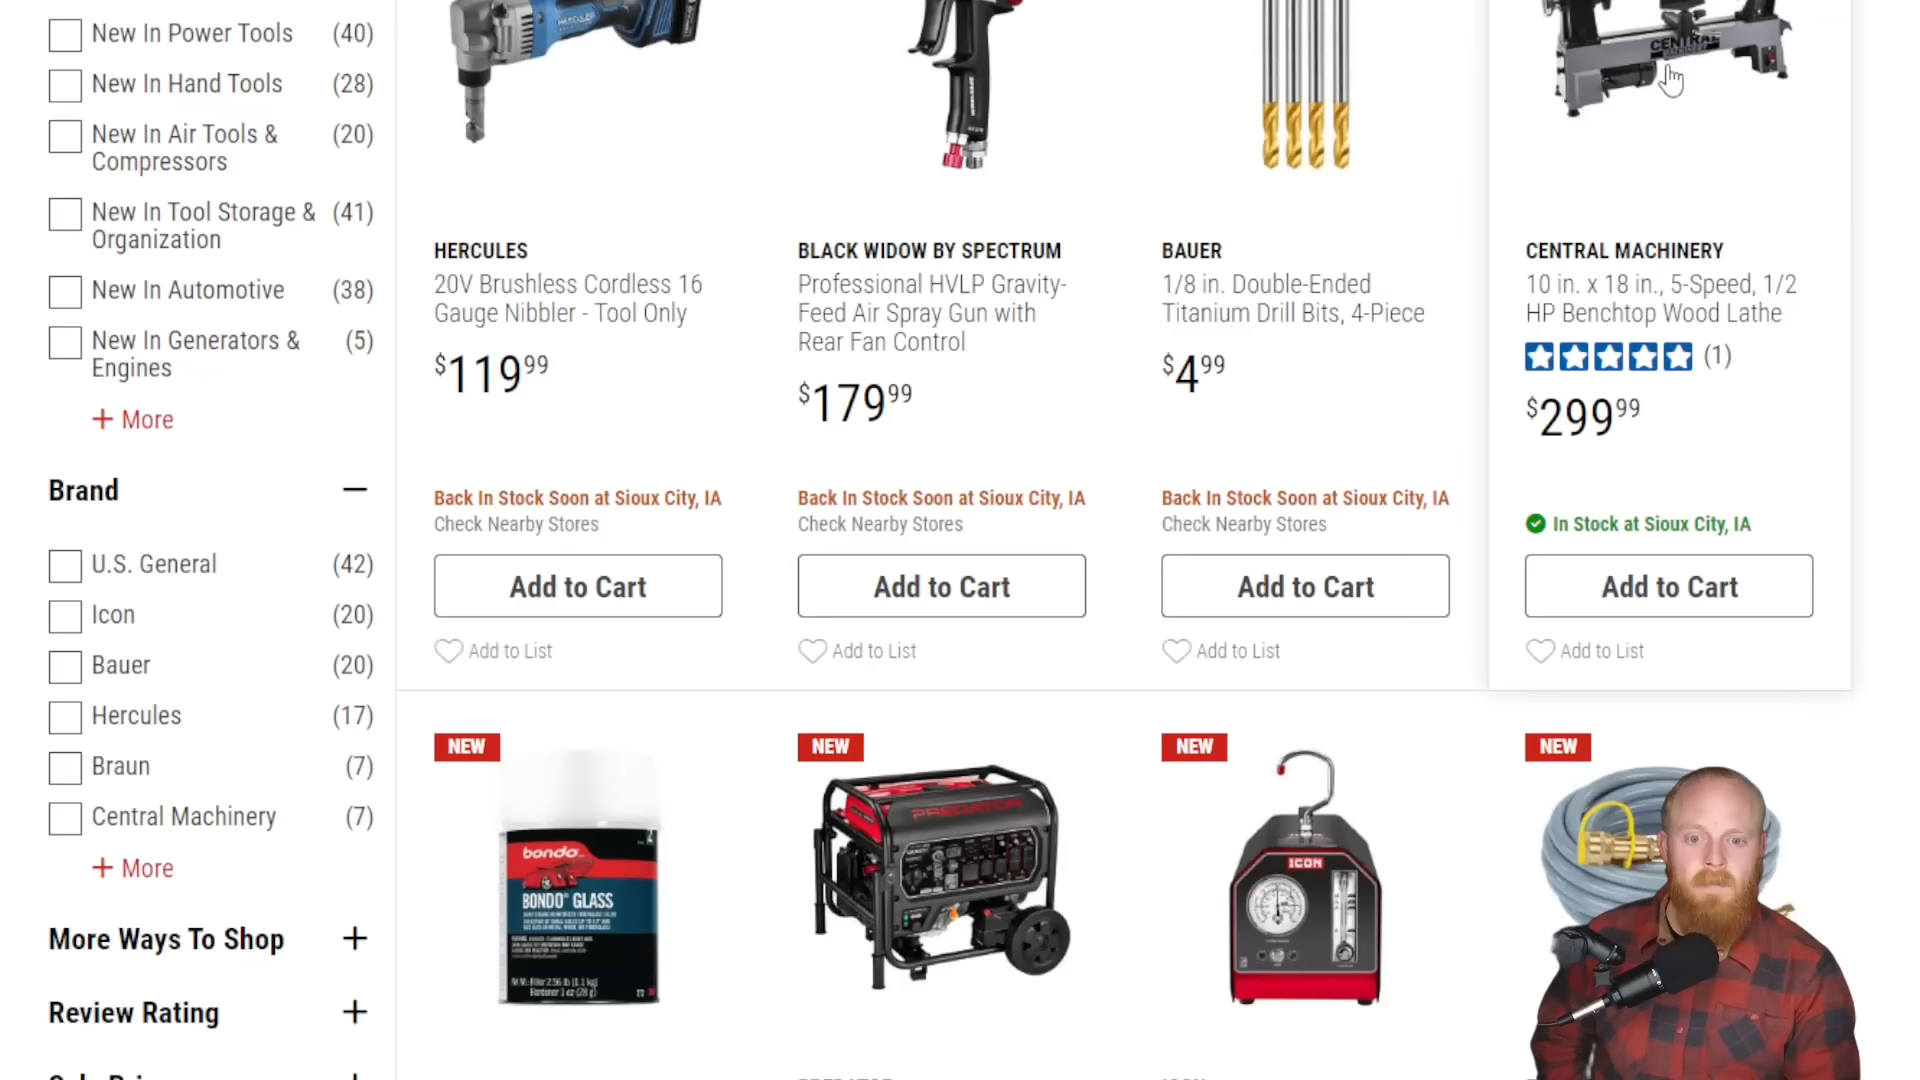 New In Power Tools (40)
New In Hand Tools (28)
New In Air Tools & (20)
Compressors
New In Tool Storage & (41)
Organization
New In Automotive (38)
New In Generators & (5)
Engines
+ More
Brand
U.S. General (42)
Icon (20)
Bauer (20)
Hercules (17)
Braun (7)
Central Machinery (7)
+ More
More Ways To Shop
Review Rating
HERCULES
HERCULES
20V Brushless Cordless 16
Gauge Nibbler - Tool Only
$119 99
Back In Stock Soon at Sioux City, IA
Check Nearby Stores
Add to Cart
Add to List
BLACK WIDOW BY SPECTRUM
Professional HVLP Gravity-
Feed Air Spray Gun with
Rear Fan Control
$179 99
Back In Stock Soon at Sioux City, IA
Check Nearby Stores
Add to Cart
Add to List
BAUER
1/8 in. Double-Ended
Titanium Drill Bits, 4-Piece
$4 99
Back In Stock Soon at Sioux City, IA
Check Nearby Stores
Add to Cart
Add to List
CENTRAL
MACHINERY
CENTRAL MACHINERY
10 in. x 18 in., 5-Speed, 1/2
HP Benchtop Wood Lathe
(1)
$299 99
In Stock at Sioux City, IA
Add to Cart
Add to List
NEW
bondo
BONDO GLASS
NEW
PREDATOR
NEW
ICON
NEW